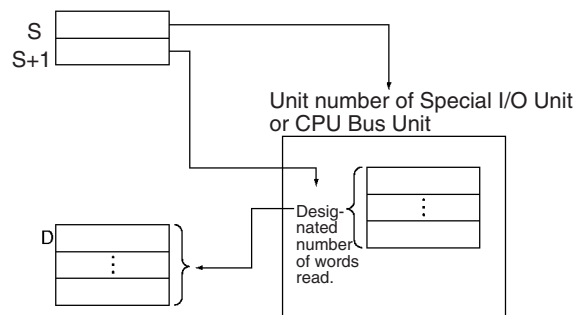 S
S+1
Unit number of Special I/O Unit
or CPU Bus Unit
Desig-
nated
number
of words
read.
D